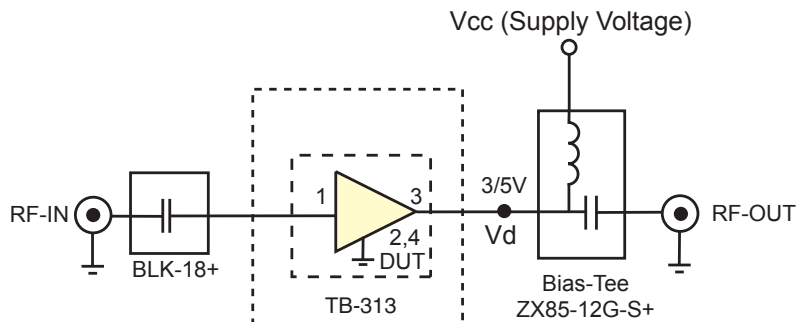 Vcc (Supply Voltage)
RF-IN
BLK-18+
1
3
2,4
DUT
TB-313
3/5V
Vd
Bias-Tee
ZX85-12G-S+
RF-OUT